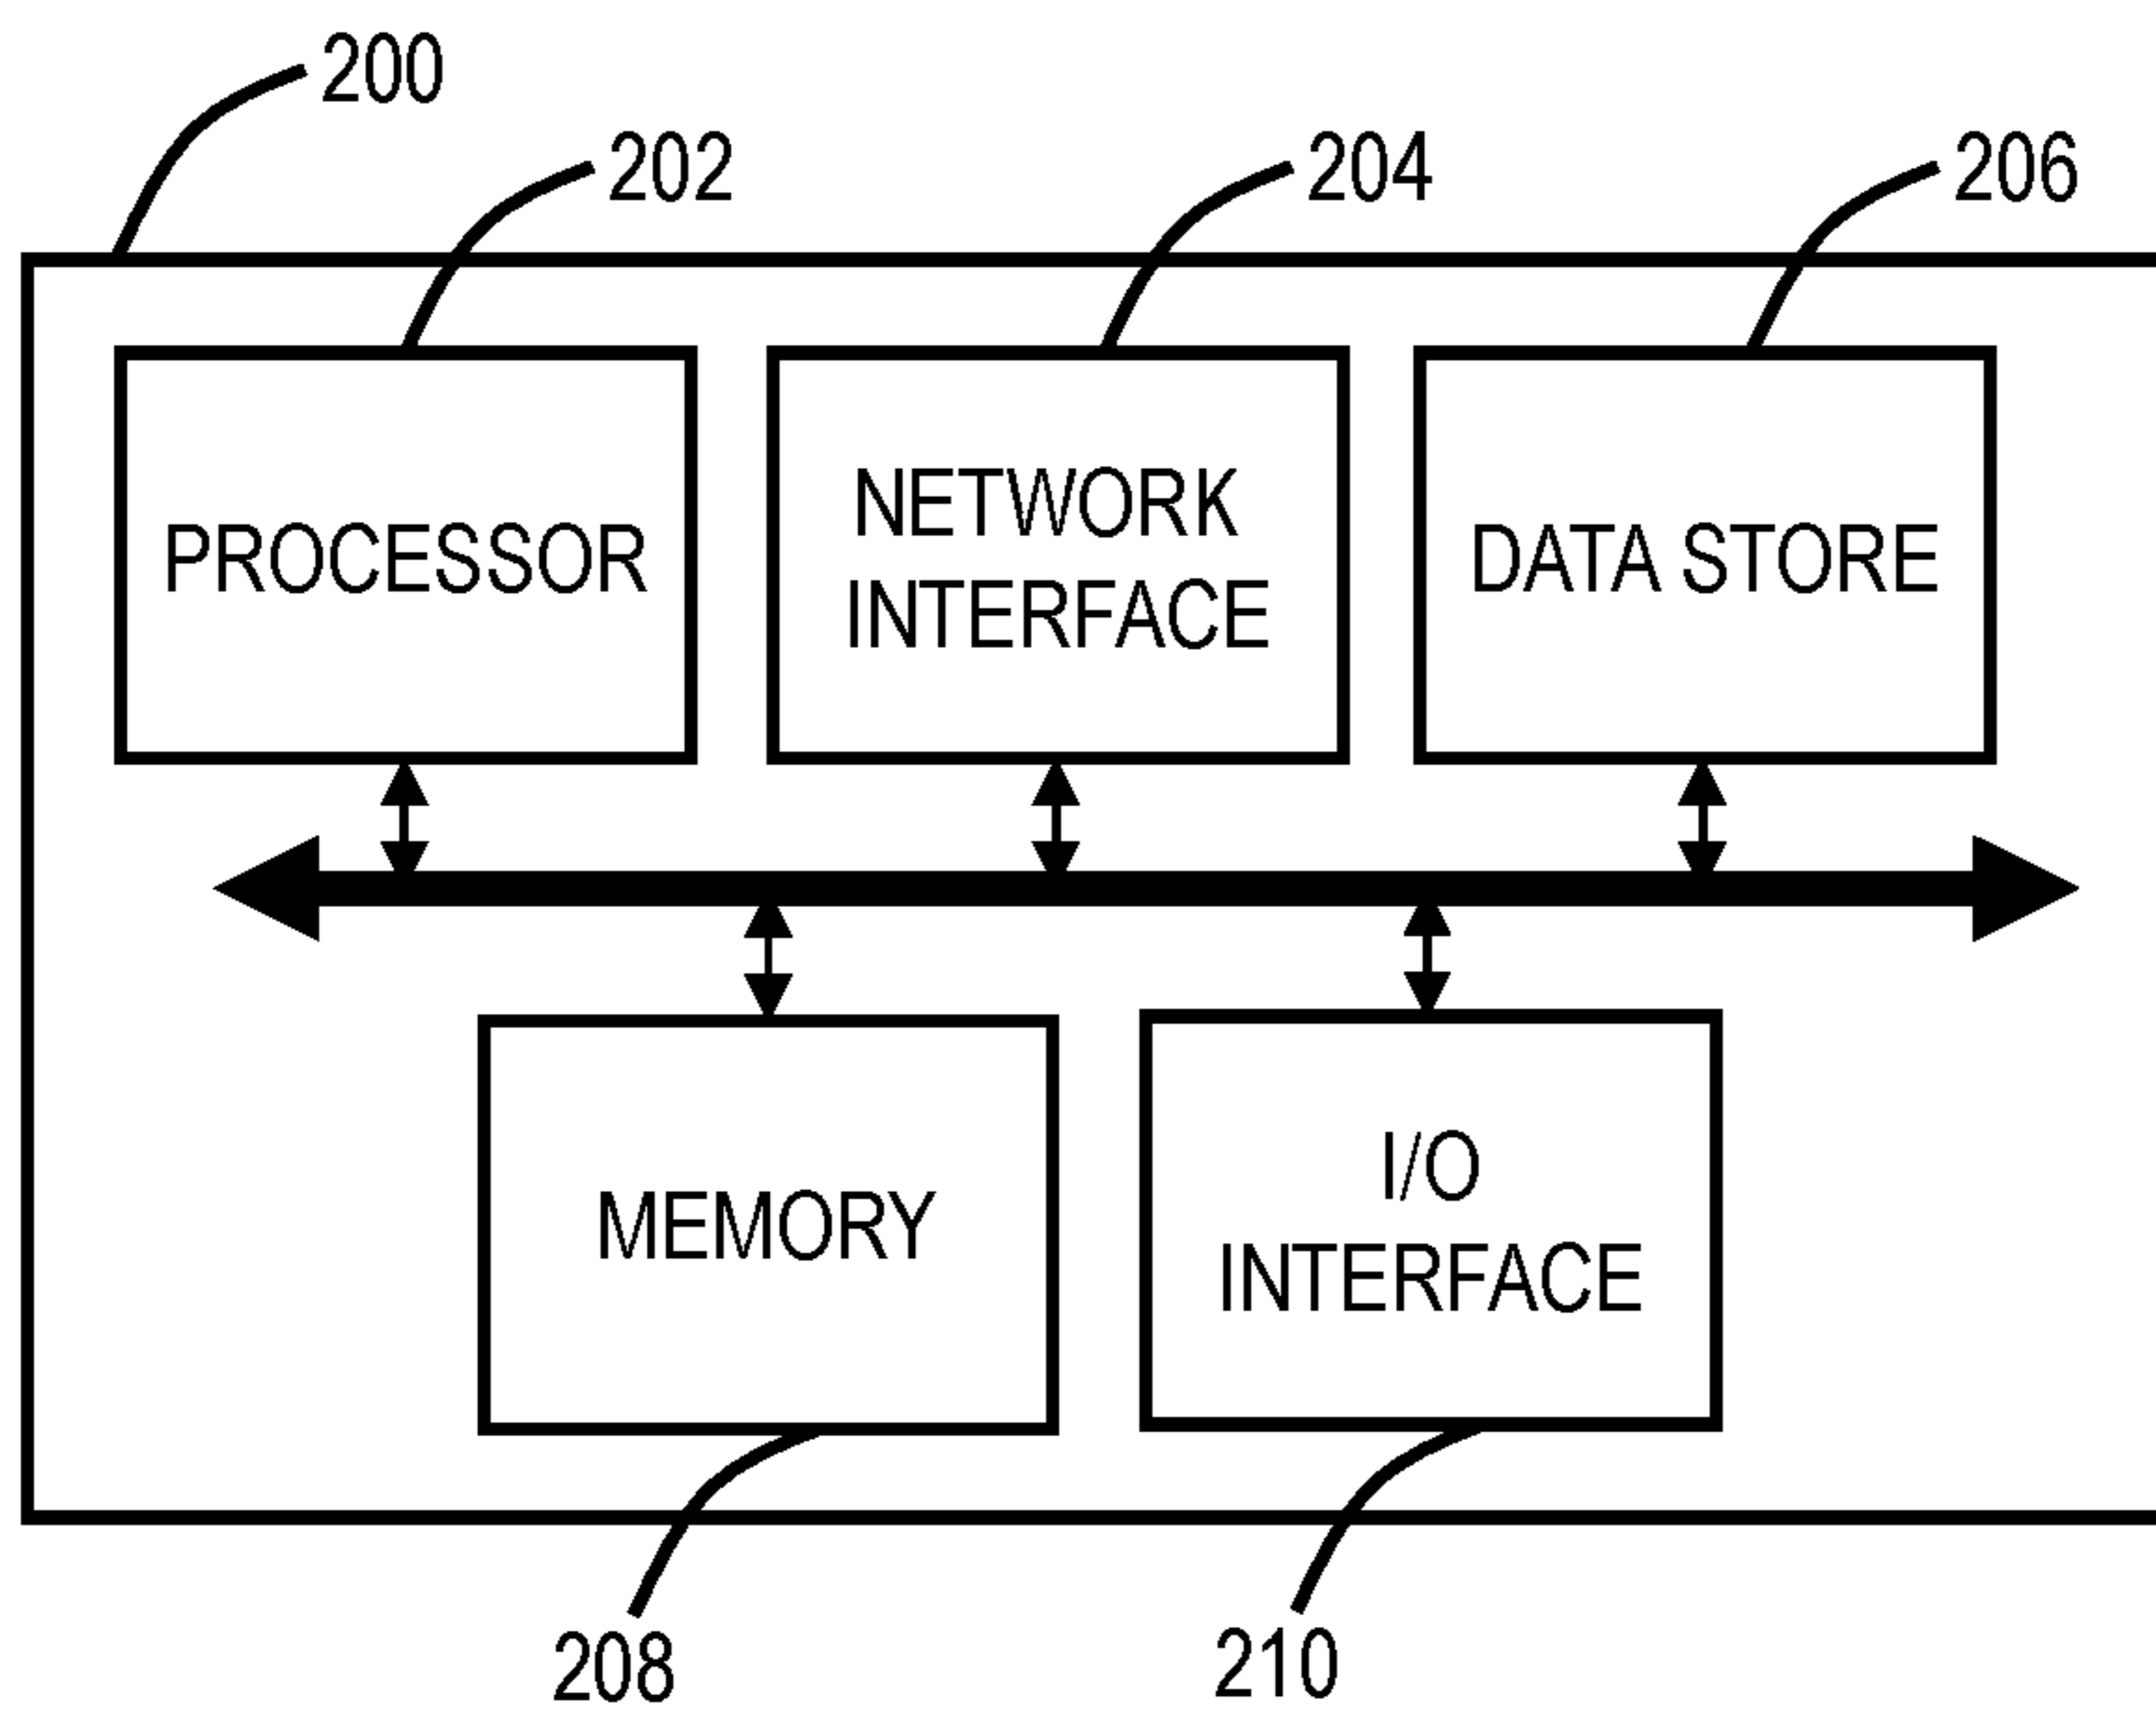 200
202
204
206
PROCESSOR
NETWORK
INTERFACE
DATA STORE
MEMORY
I/O
INTERFACE
208
210